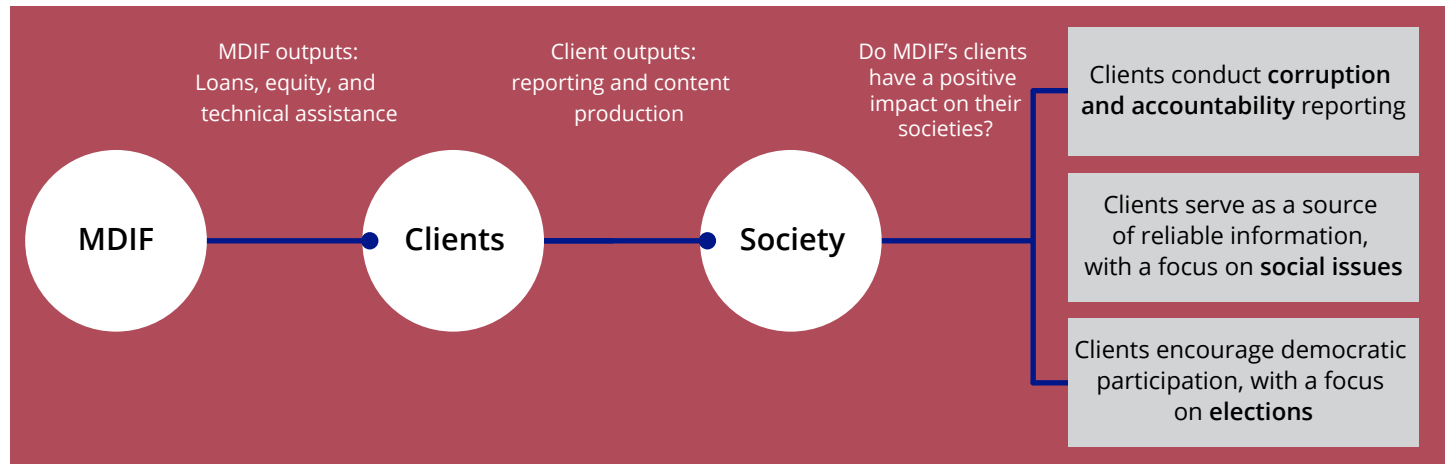 MDIF outputs:
Loans, equity, and
technical assistance
Client outputs:
reporting and content
production
Do MDIF’s clients
have a positive
impact on their
societies?
MDIF
Clients
Society
Clients conduct corruption
and accountability reporting
Clients serve as a source
of reliable information,
with a focus on social issues
Clients encourage democratic
participation, with a focus
on elections